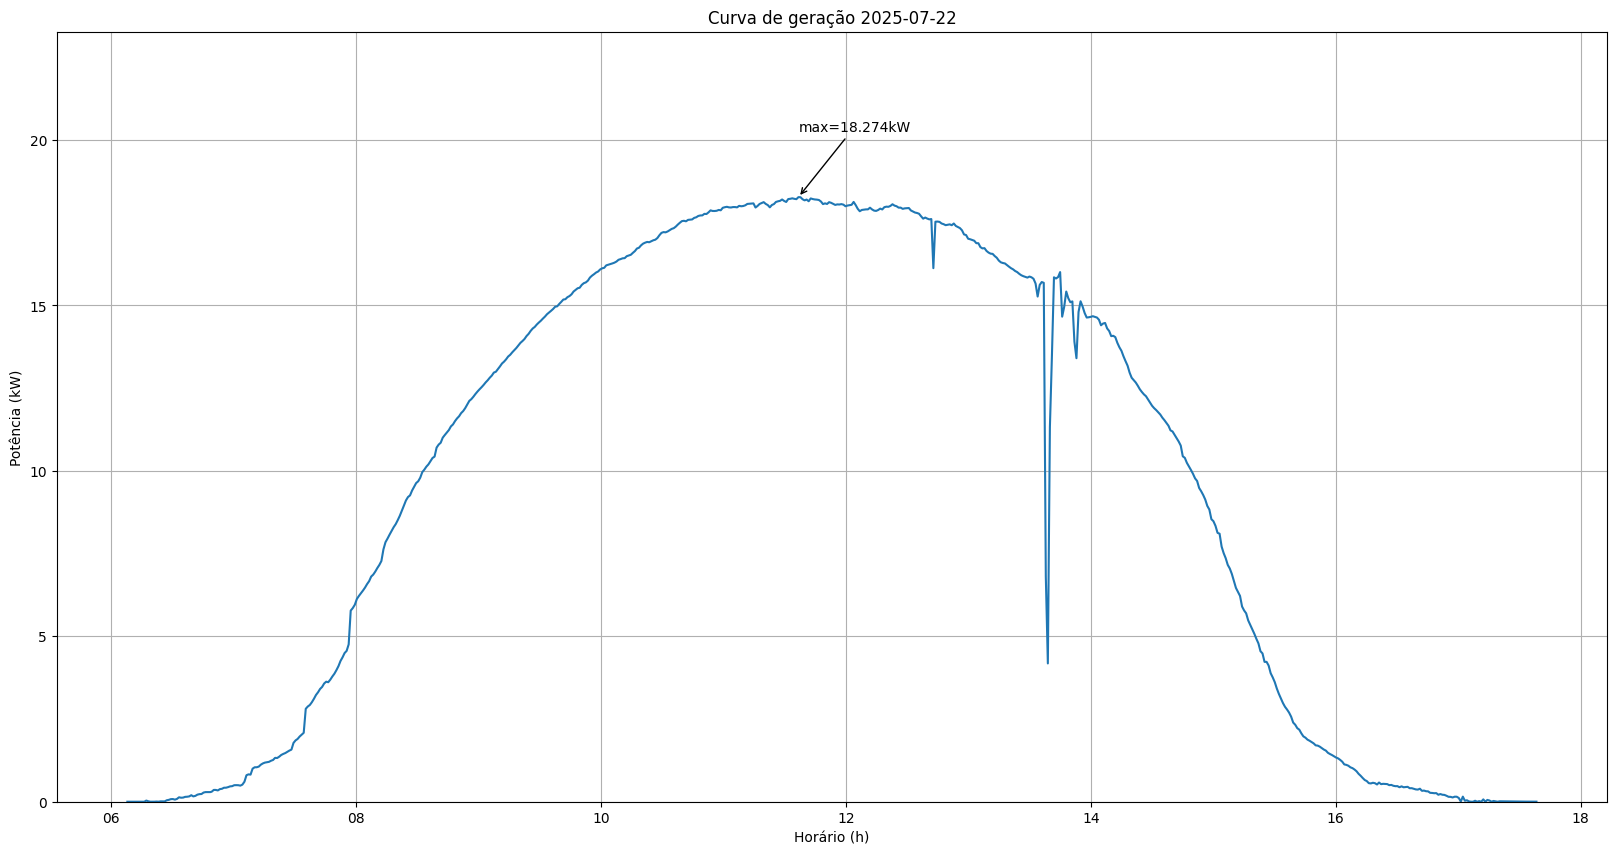 Curva de geração 2025-07-22
max=18.274kW
20
15
10
5
0
Potência (kW)
06 08 10 12 14 16 18
Horário (h)